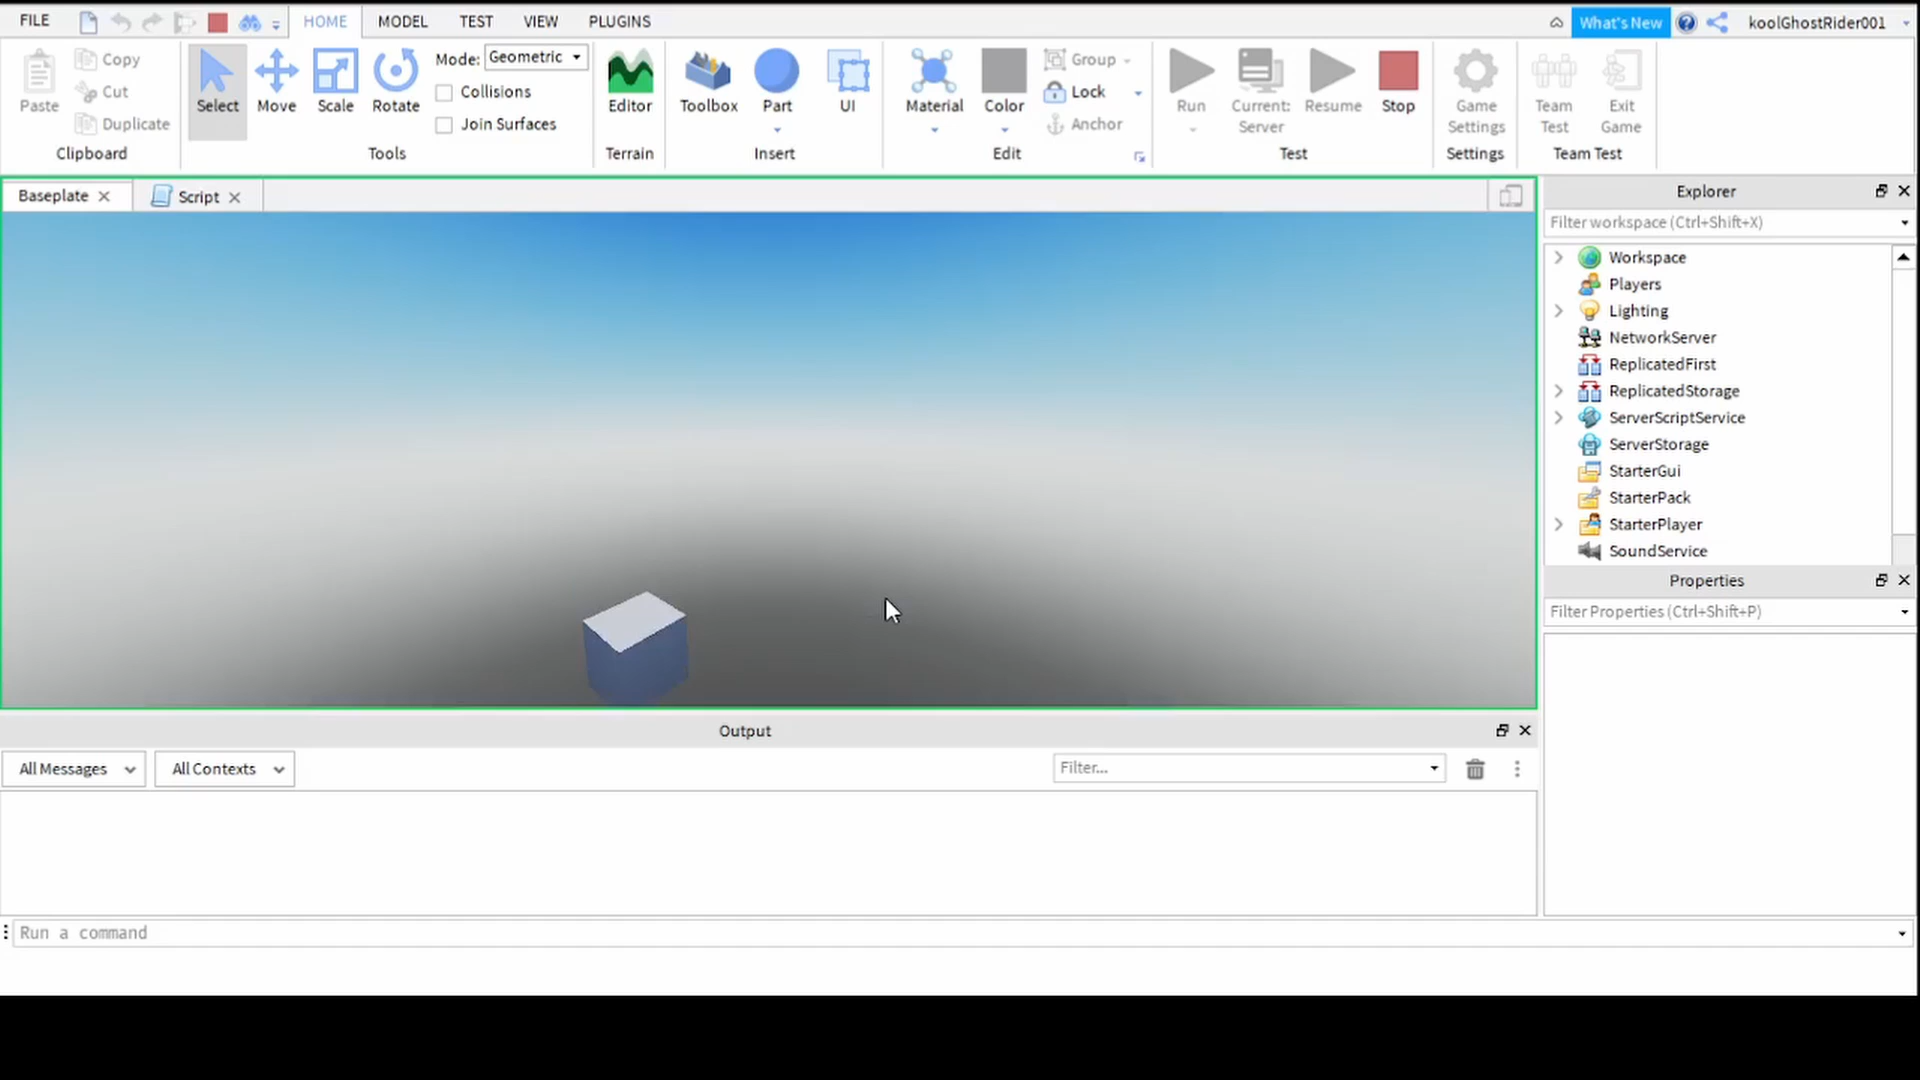 FILE
HOME
MODEL
TEST
VIEW
PLUGINS
What's New
koolGhostRider001
Paste
Copy
Cut
Duplicate
Clipboard
Select
Move
Scale
Rotate
Mode: Geometric
Collisions
Join Surfaces
Tools
Editor
Terrain
Toolbox
Part
UI
Insert
Material
Color
Group
Lock
Anchor
Edit
Run
Current:
Server
Resume
Stop
Test
Game
Settings
Settings
Team
Test
Exit
Game
Team Test
Baseplate
Script
Explorer
Filter workspace (Ctrl+Shift+X)
Workspace
Players
Lighting
NetworkServer
ReplicatedFirst
ReplicatedStorage
ServerScriptService
ServerStorage
StarterGui
StarterPack
StarterPlayer
SoundService
Properties
Filter Properties (Ctrl+Shift+P)
Output
All Messages
All Contexts
Filter...
Run a command